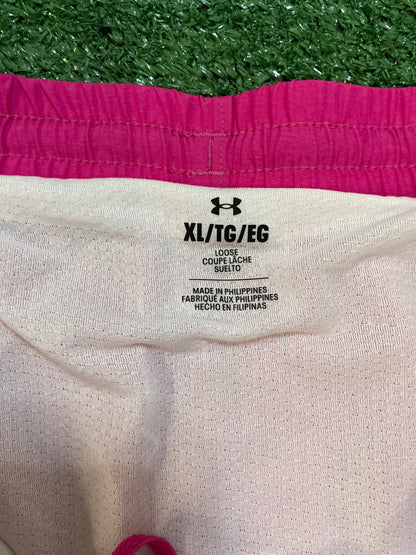 XL/TG/EG
LOOSE
COUPE LÂCHE
SUELTO
MADE IN PHILIPPINES
FABRIQUÉ AUX PHILIPPINES
HECHO EN FILIPINAS